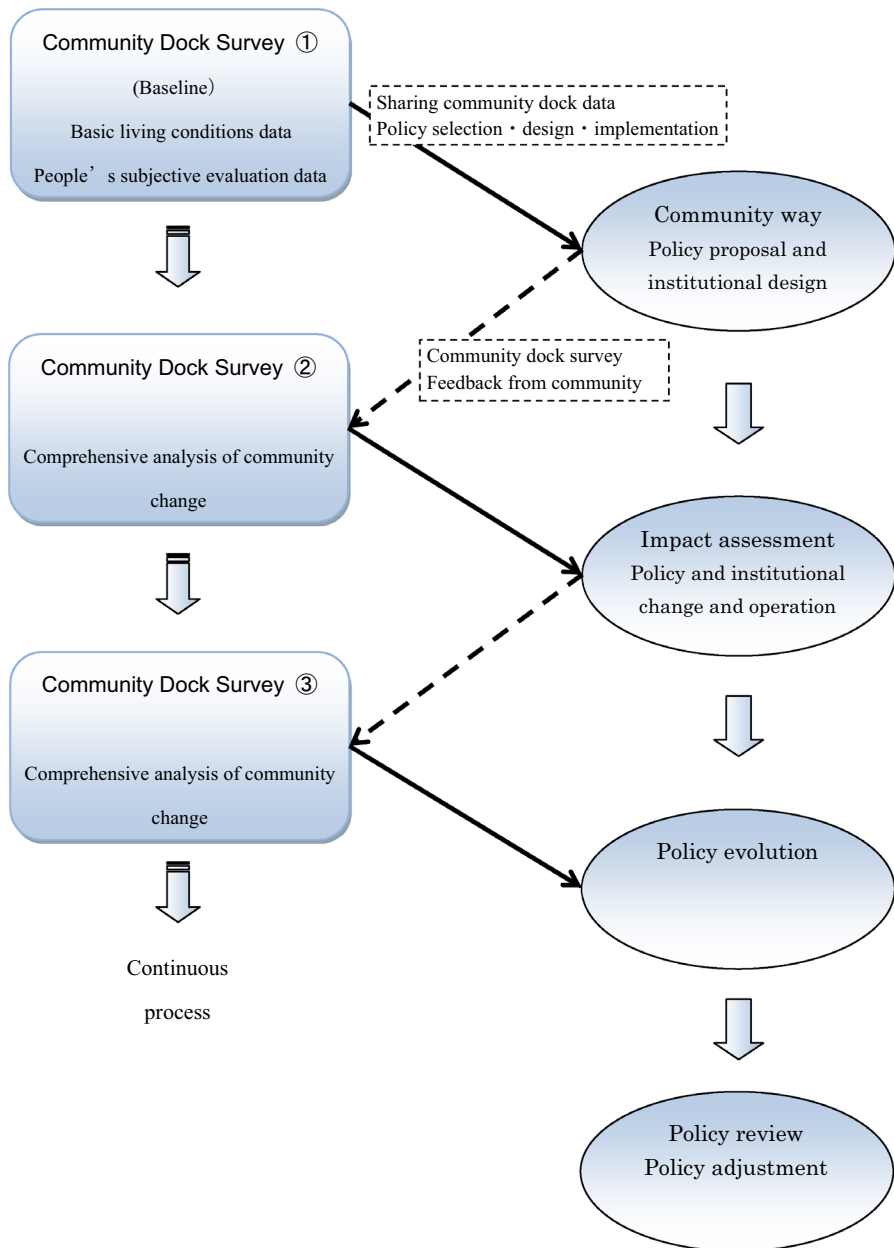 Community Dock Survey ①
(Baseline）
Basic living conditions data
People’s subjective evaluation data
Sharing community dock data
Policy selection・design・implementation
Community way
Policy proposal and
institutional design
Community dock survey
Feedback from community
Community Dock Survey ②
Comprehensive analysis of community
change
Impact assessment
Policy and institutional
change and operation
Community Dock Survey ③
Comprehensive analysis of community
change
Policy evolution
Continuous
process
Policy review
Policy adjustment